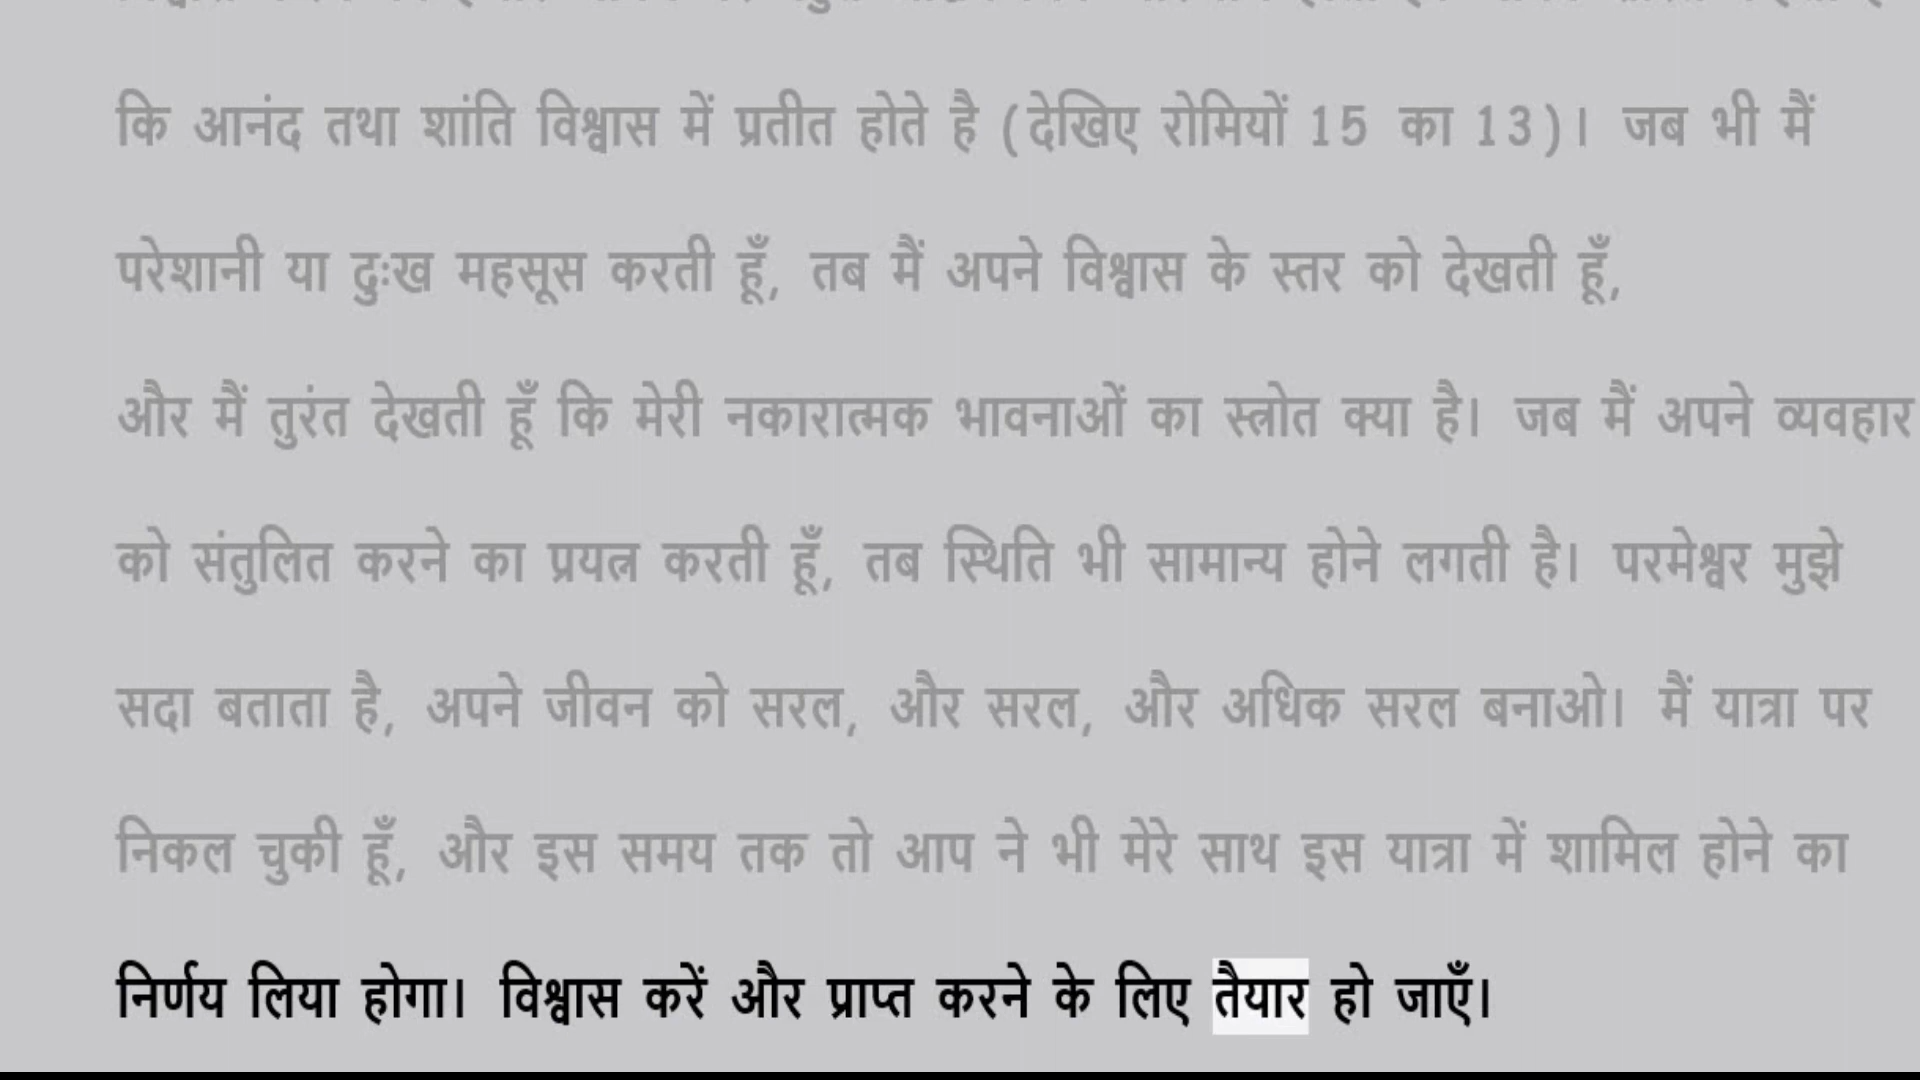 कि आनंद तथा शांति विश्वास में प्रतीत होते है (देखिए रोमियों 15 का 13)। जब भी मैं
परेशानी या दुःख महसूस करती हूँ, तब मैं अपने विश्वास के स्तर को देखती हूँ,
और मैं तुरंत देखती हूँ कि मेरी नकारात्मक भावनाओं का स्त्रोत क्या है। जब मैं अपने व्यवहार
को संतुलित करने का प्रयत्न करती हूँ, तब स्थिति भी सामान्य होने लगती है। परमेश्वर मुझे
सदा बताता है, अपने जीवन को सरल, और सरल, और अधिक सरल बनाओ। मैं यात्रा पर
निकल चुकी हूँ, और इस समय तक तो आप ने भी मेरे साथ इस यात्रा में शामिल होने का
निर्णय लिया होगा। विश्वास करें और प्राप्त करने के लिए तैयार हो जाएँ।